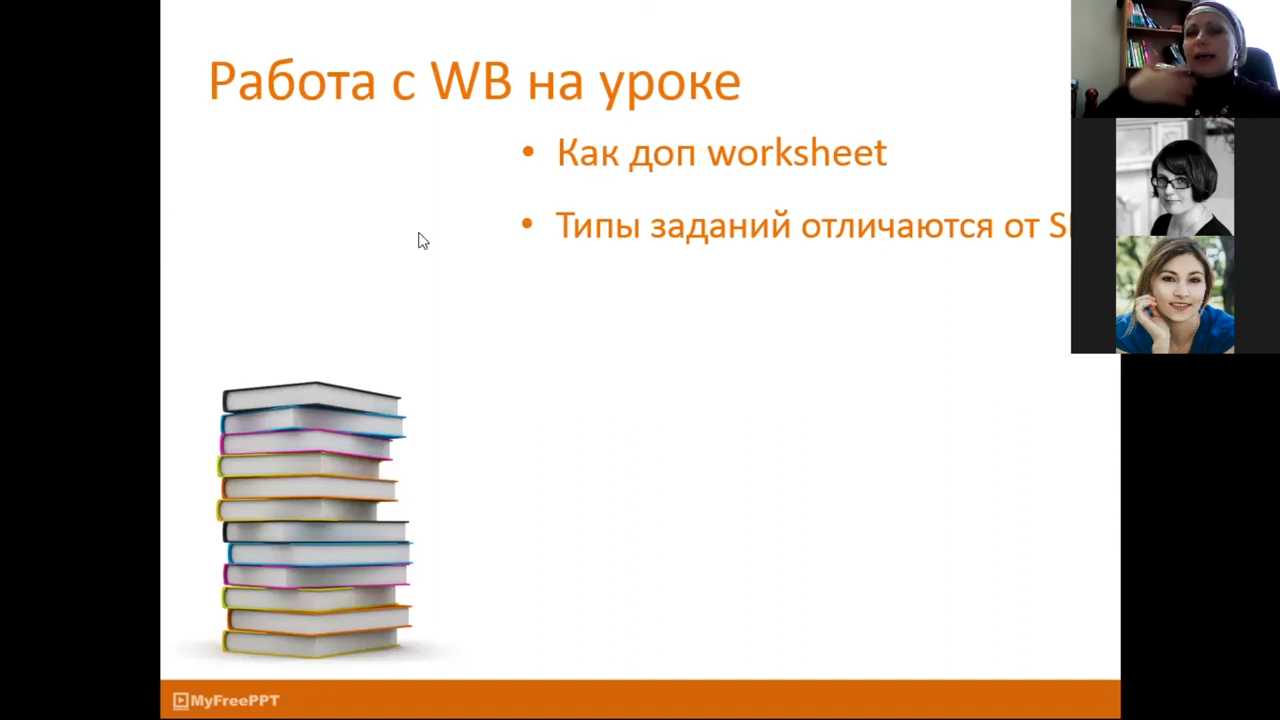 Работа с WB на уроке
• Как доп worksheet
• Типы заданий отличаются от
MyFreePPT